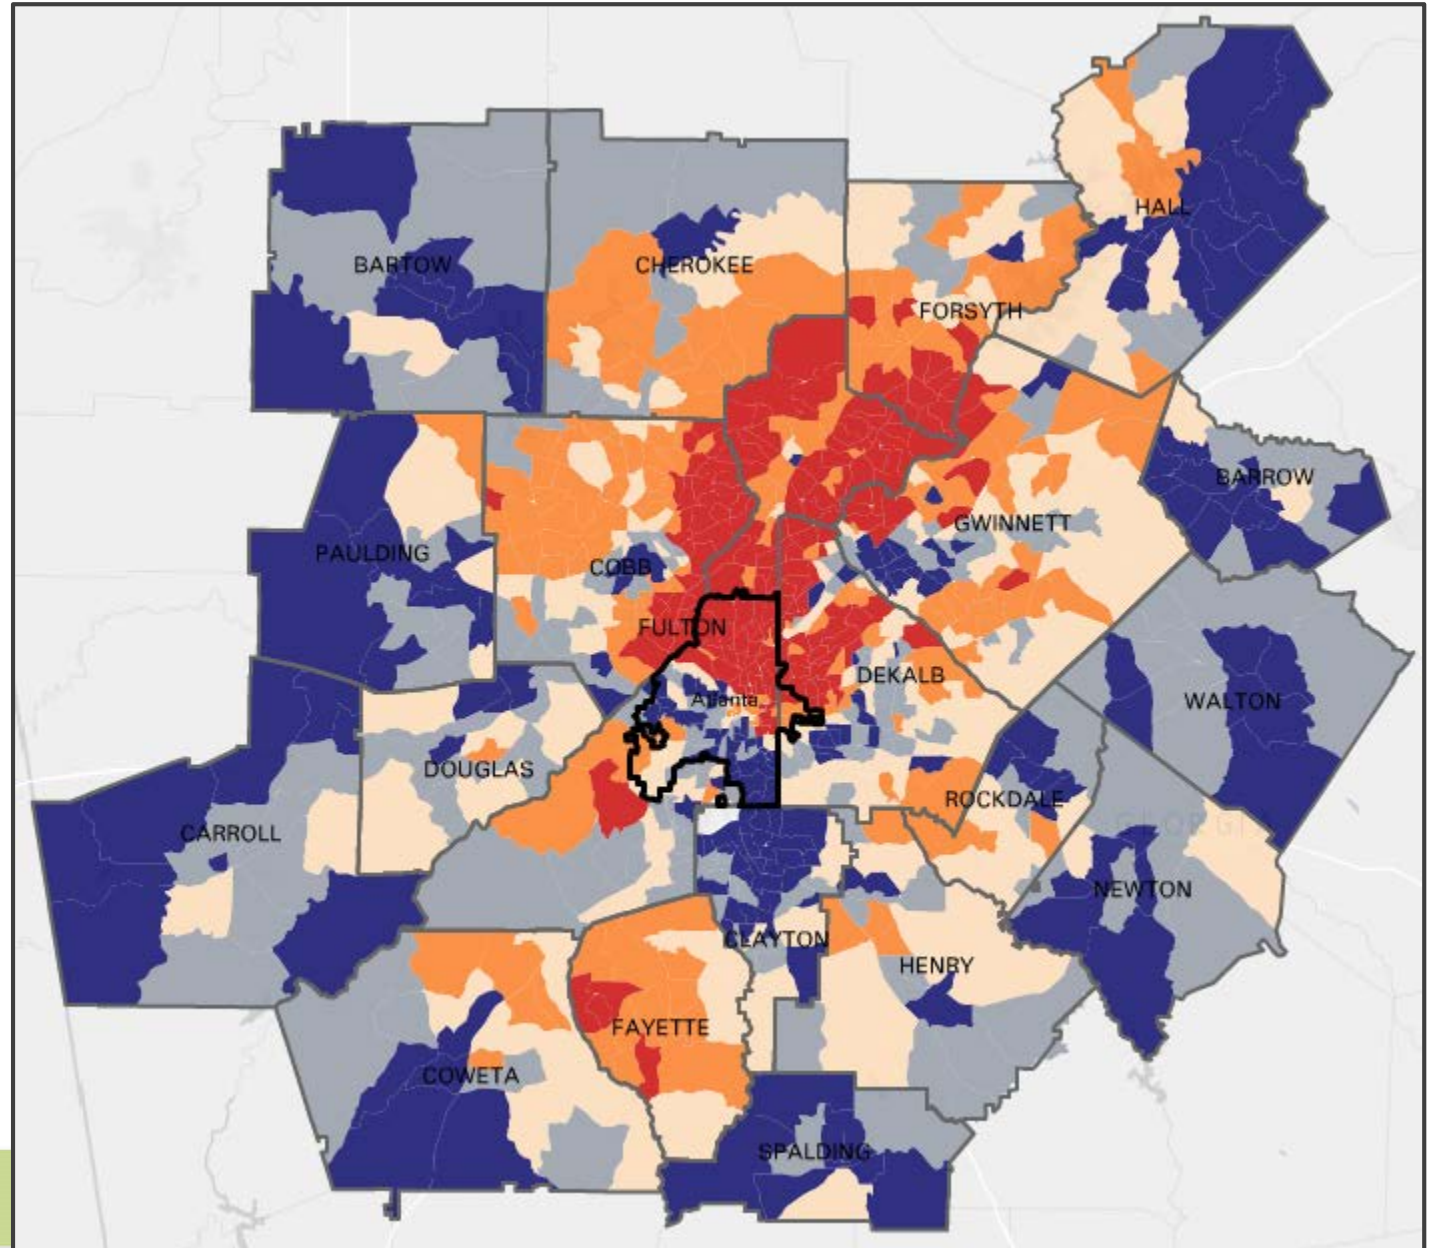 HALL
BARTOW
CHEROKEE
FORSYTH
BARROW
GWINNETT
PAULDING
COBB
FULTON
DEKALB
Atlanta
WALTON
DOUGLAS
ROCKDALE
GEORGIA
CARROLL
NEWTON
CLAYTON
HENRY
FAYETTE
COWETA
SPALDING